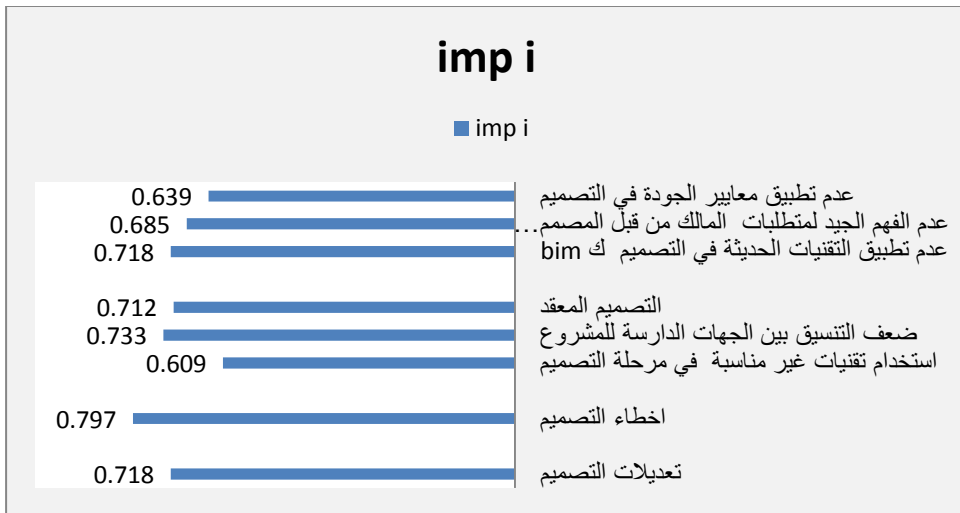 imp i
imp i
عدم تطبيق معايير الجودة في التصميم
0.639
عدم الفهم الجيد لمتطلبات المالك من قبل المصمم…
0.685
عدم تطبيق التقنيات الحديثة في التصميم ك bim
0.718
التصميم المعقد
0.712
ضعف التنسيق بين الجهات الدارسة للمشروع
0.733
استخدام تقنيات غير مناسبة في مرحلة التصميم
0.609
اخطاء التصميم
0.797
تعديلات التصميم
0.718